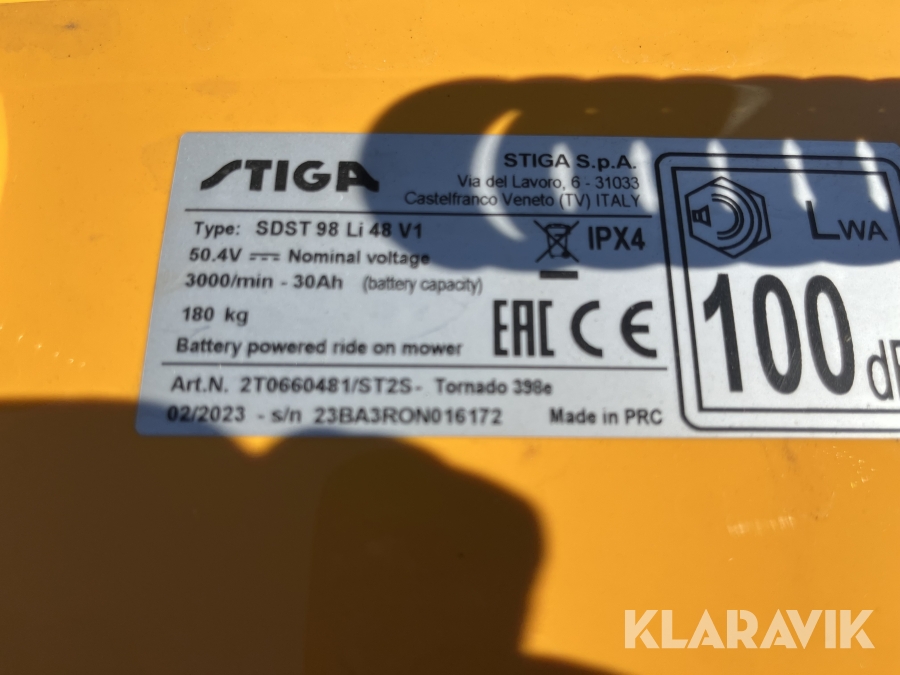 STIGA
STIGA S.p.A.
Via del Lavoro, 6 - 31033
Castelfranco Veneto (TV) ITALY
Type: SDST 98 Li 48 V1
50.4V Nominal voltage
3000/min - 30Ah (battery capacity)
180 kg
Battery powered ride on mower
IPX4
EAC CE
Art.N. 2T0660481/ST2S - Tornado 398e
02/2023 - s/n 23BA3RON016172 Made in PRC
LWA
100
KLARAVIK